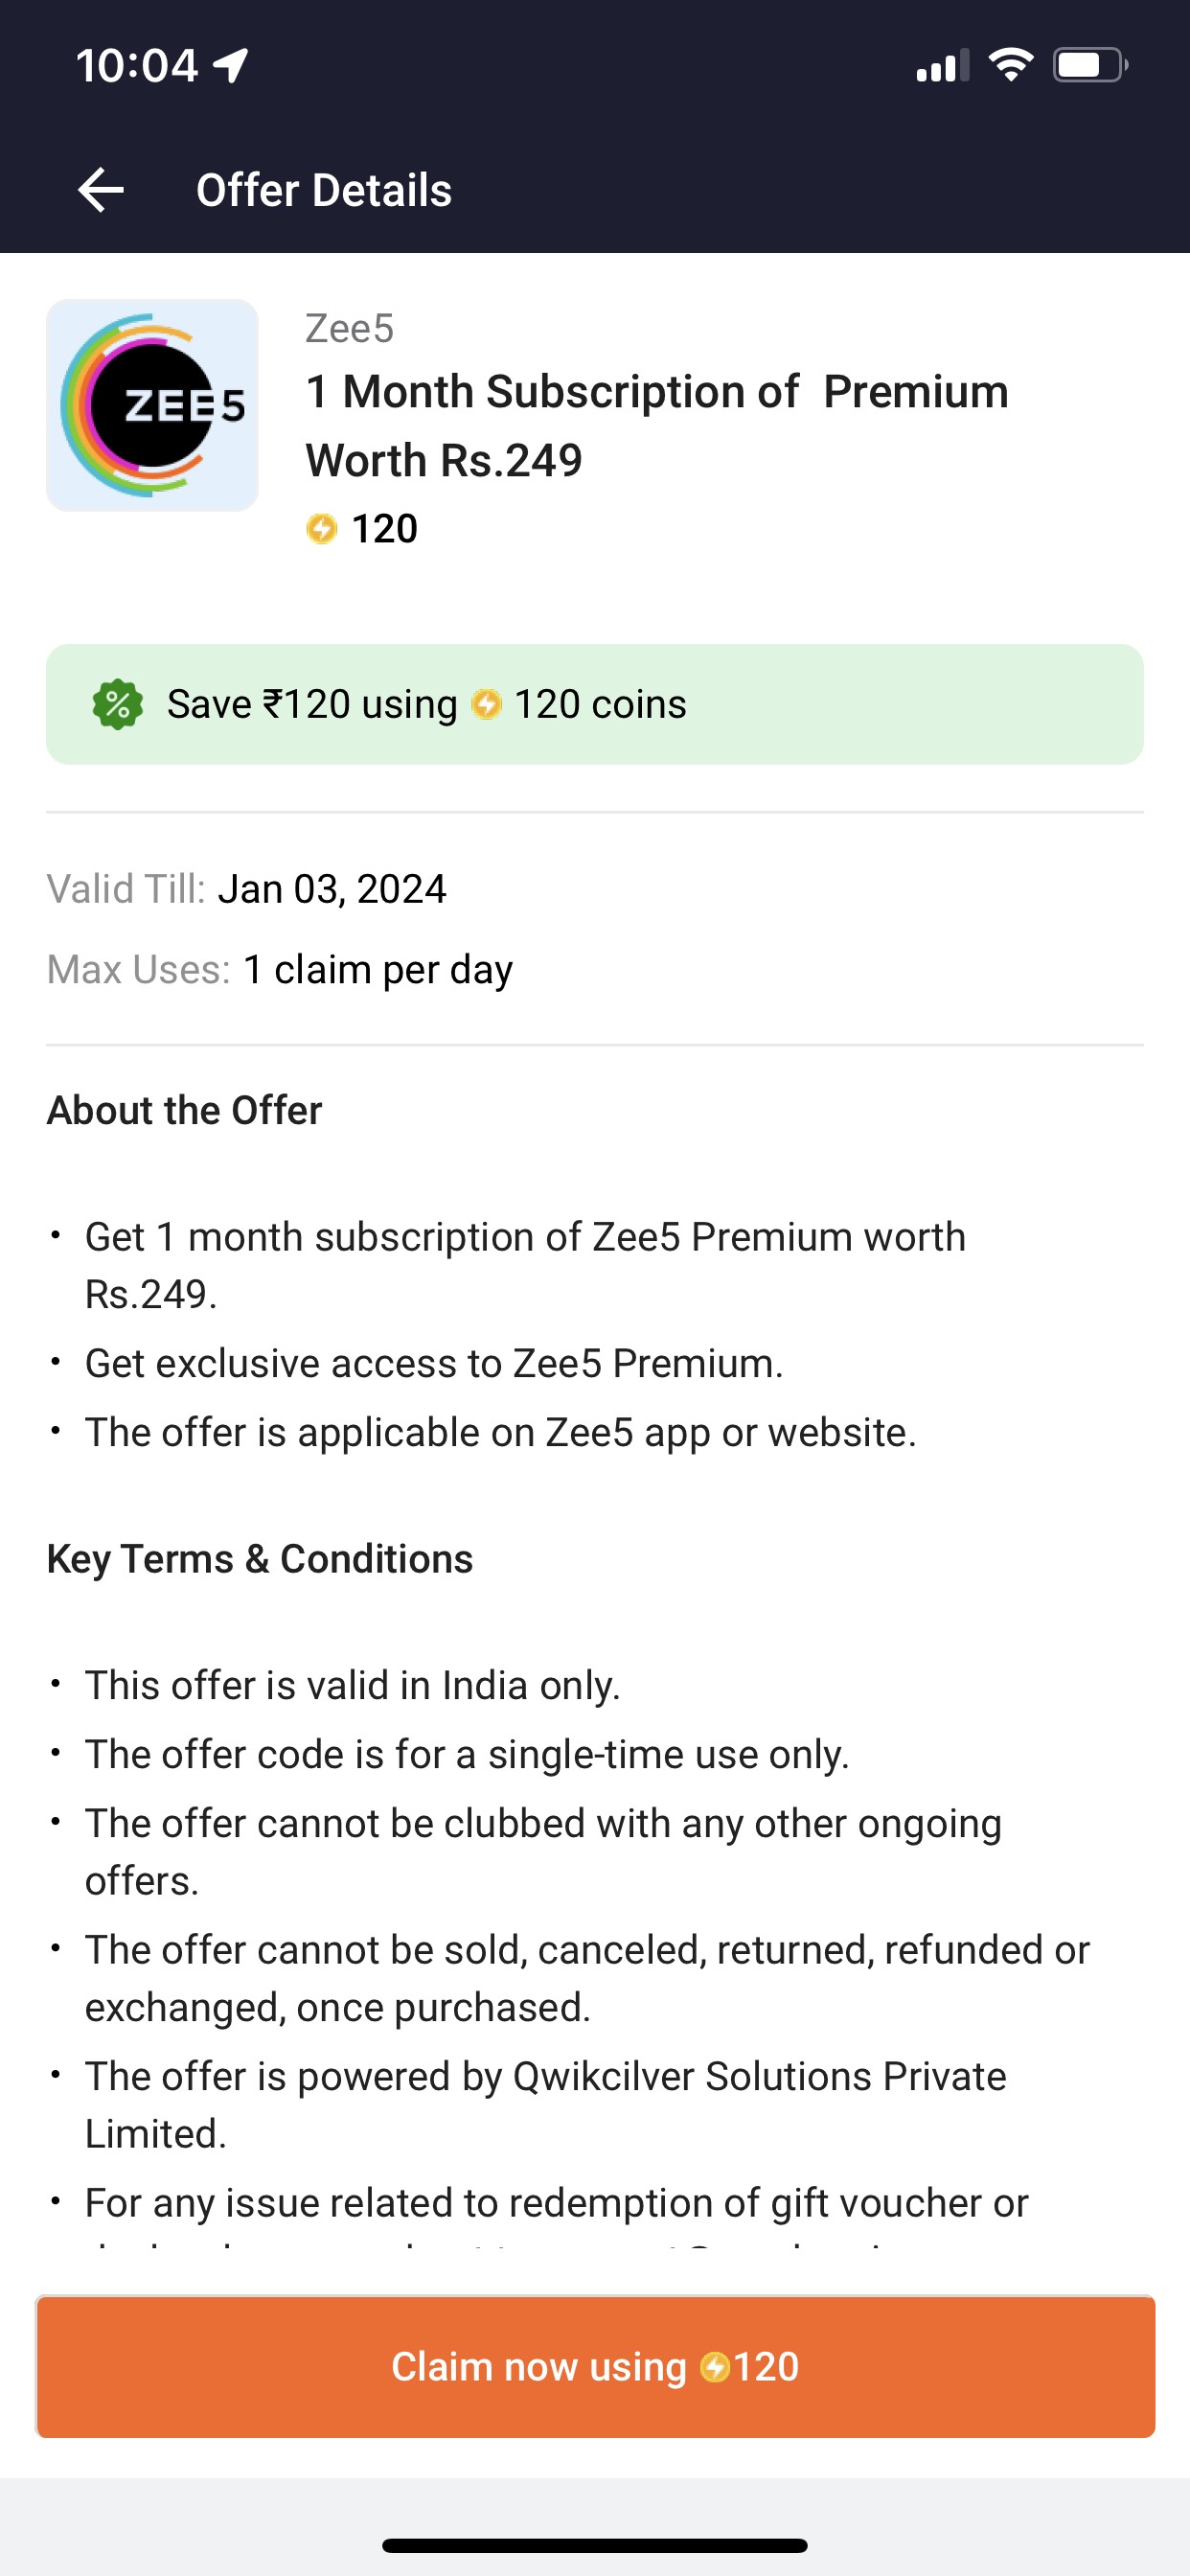 10:04
Offer Details
ZEE5
Zee5
1 Month Subscription of  Premium
Worth Rs.249
120
Save ₹120 using 120 coins
Valid Till: Jan 03, 2024
Max Uses: 1 claim per day
About the Offer
• Get 1 month subscription of Zee5 Premium worth
Rs.249.
• Get exclusive access to Zee5 Premium.
• The offer is applicable on Zee5 app or website.
Key Terms & Conditions
• This offer is valid in India only.
• The offer code is for a single-time use only.
• The offer cannot be clubbed with any other ongoing
offers.
• The offer cannot be sold, canceled, returned, refunded or
exchanged, once purchased.
• The offer is powered by Qwikcilver Solutions Private
Limited.
• For any issue related to redemption of gift voucher or
Claim now using 120